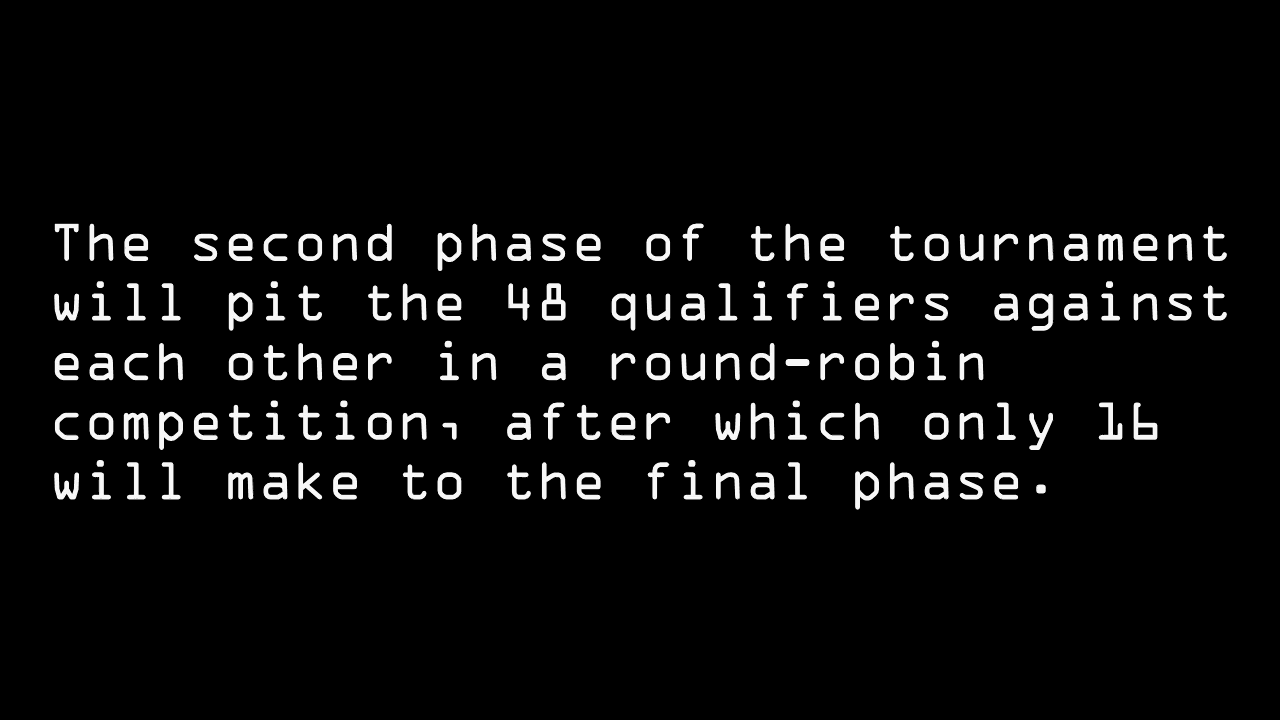 The second phase of the tournament
will pit the 48 qualifiers against
each other in a round-robin
competition, after which only 16
will make to the final phase.